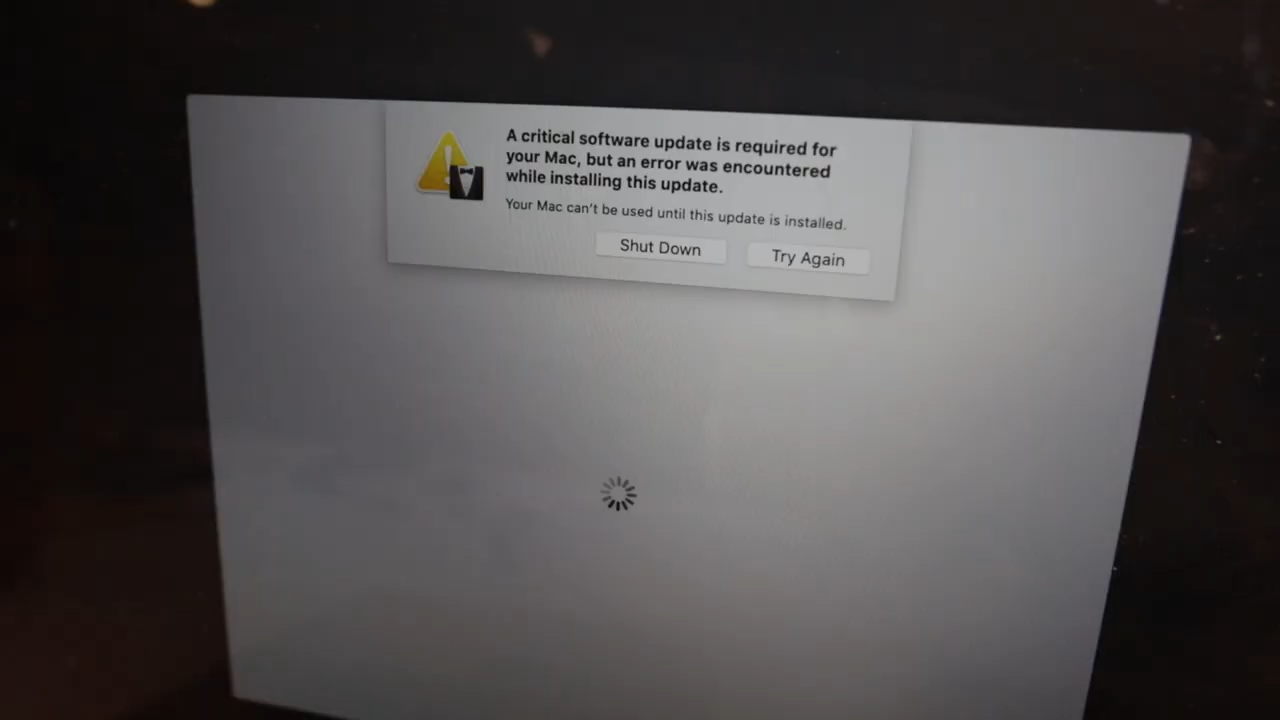 A critical software update is required for
your Mac, but an error was encountered
while installing this update.
Your Mac can't be used until this update is installed.
Shut Down
Try Again